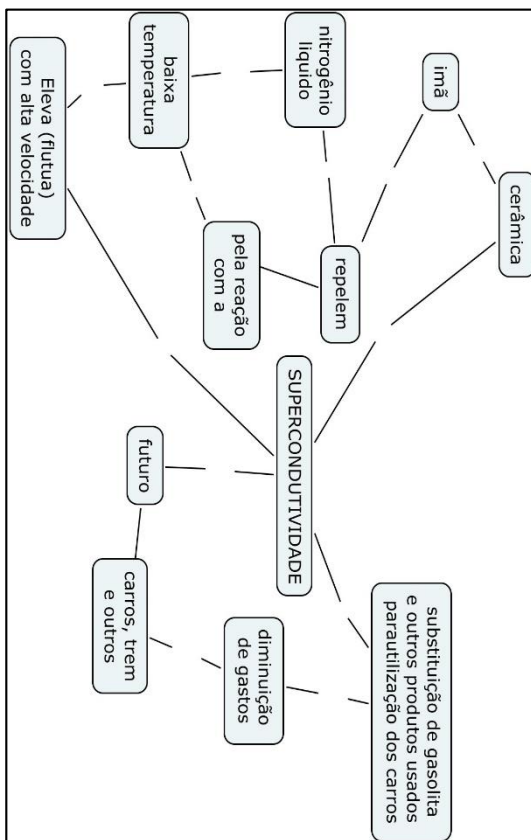 cerâmica
imã
nitrogênio
liquido
repelem
baixa
temperatura
pela reação
com a
Eleva (flutua)
com alta velocidade
SUPERCONDUTIVIDADE
substituição de gasolita
e outros produtos usados
parautilização dos carros
diminuição
de gastos
carros, trem
e outros
futuro